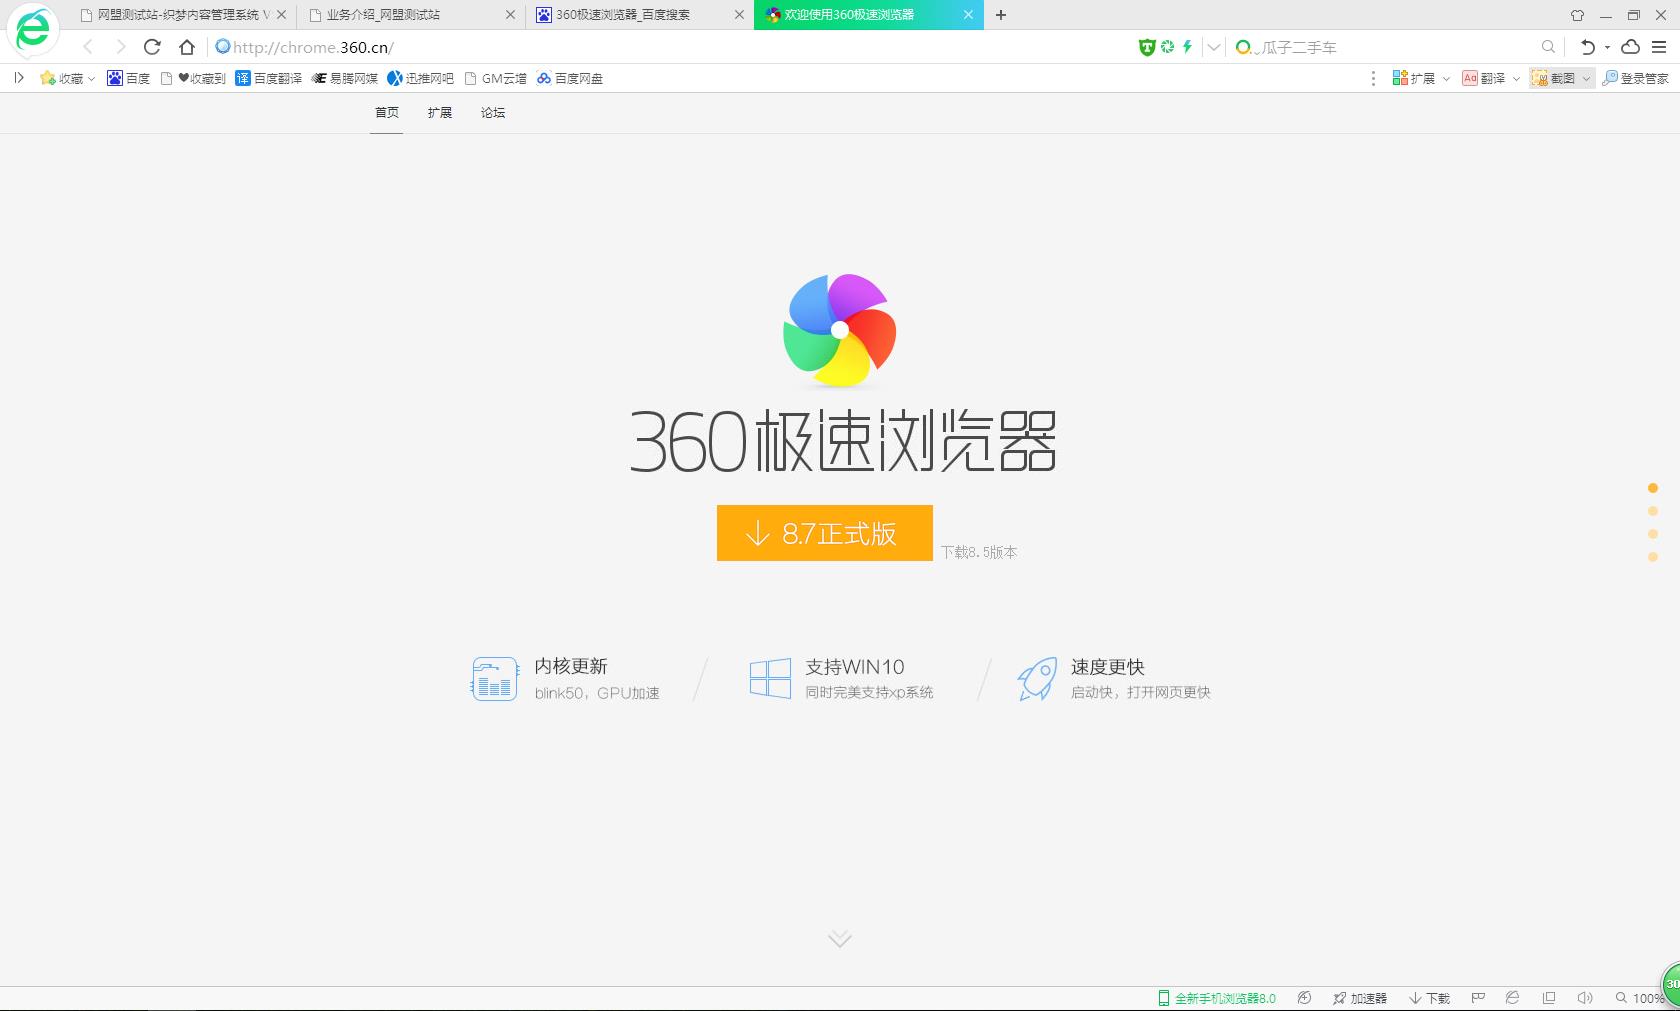 网盟测试站-织梦内容管理系统 V
业务介绍_网盟测试站
360极速浏览器_百度搜索
欢迎使用360极速浏览器
http://chrome.360.cn/
瓜子二手车
收藏
百度
♥收藏到
译 百度翻译
易腾网媒
迅推网吧
GM云增
百度网盘
扩展
Aa 翻译
截图
登录管家
首页
扩展
论坛
360极速浏览器
8.7正式版
下载8.5版本
内核更新
blink50，GPU加速
支持WIN10
同时完美支持xp系统
速度更快
启动快，打开网页更快
全新手机浏览器8.0
加速器
下载
100%
30